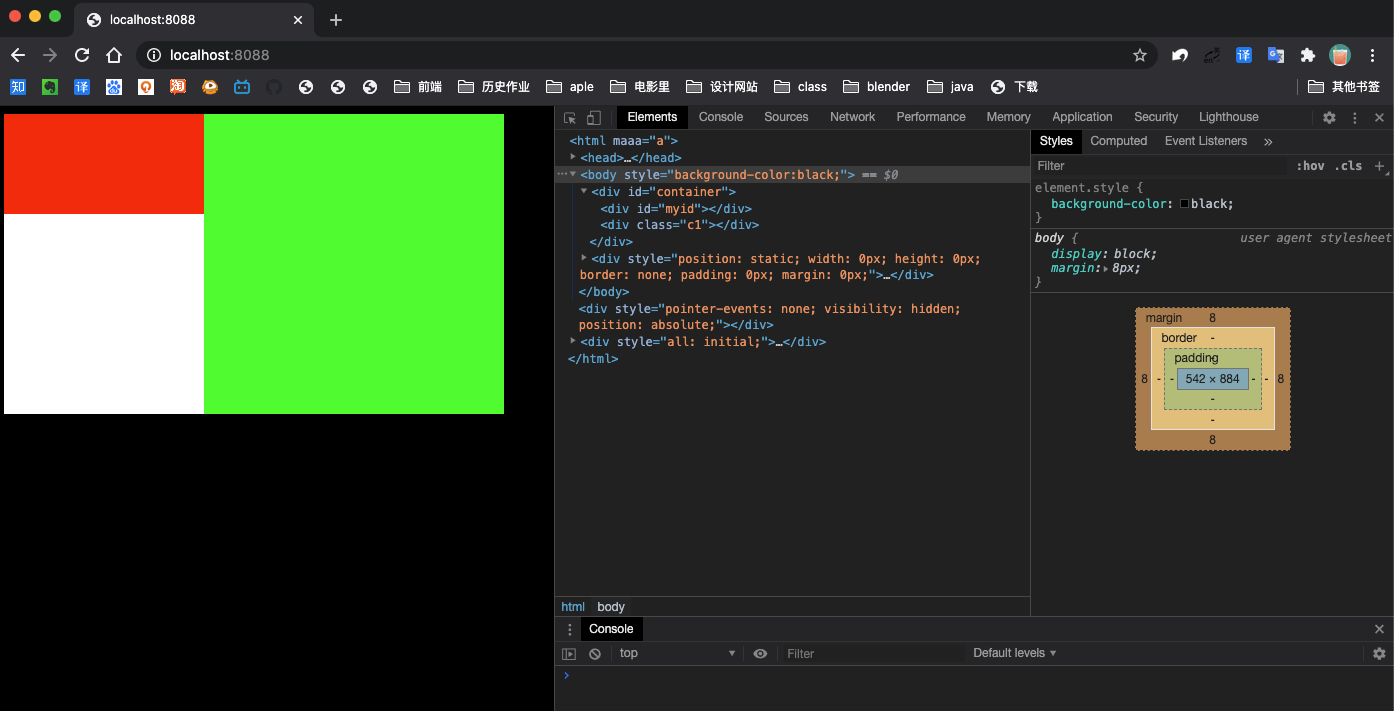 localhost:8088
localhost:8088
知 译 淘 前端 历史作业 aple 电影里 设计网站 class blender java 下载 其他书签
译
Elements Console Sources Network Performance Memory Application Security Lighthouse
<html maaa="a">
<head>…</head>
<body style="background-color:black;"> == $0
<div id="container">
<div id="myid"></div>
<div class="c1"></div>
</div>
<div style="position: static; width: 0px; height: 0px;
border: none; padding: 0px; margin: 0px;">…</div>
</body>
<div style="pointer-events: none; visibility: hidden;
position: absolute;"></div>
<div style="all: initial;">…</div>
</html>
html body
Styles Computed Event Listeners »
Filter :hov .cls +
element.style {
background-color: black;
}
body { user agent stylesheet
display: block;
margin: 8px;
}
margin 8
border -
padding -
8 - - 542 × 884 - - 8
-
-
8
Console
top Filter Default levels